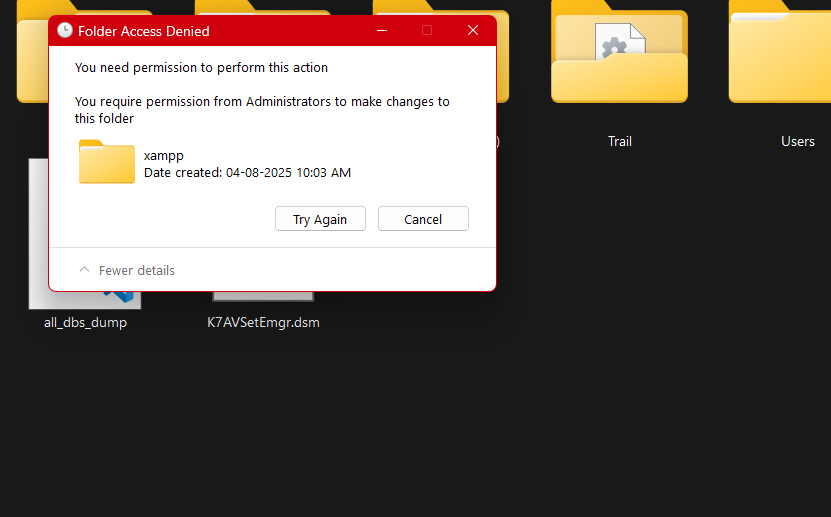 Folder Access Denied
You need permission to perform this action
You require permission from Administrators to make changes to
this folder
xampp
Date created: 04-08-2025 10:03 AM
Try Again
Cancel
Fewer details
)
Trail
Users
all_dbs_dump
K7AVSetEmgr.dsm